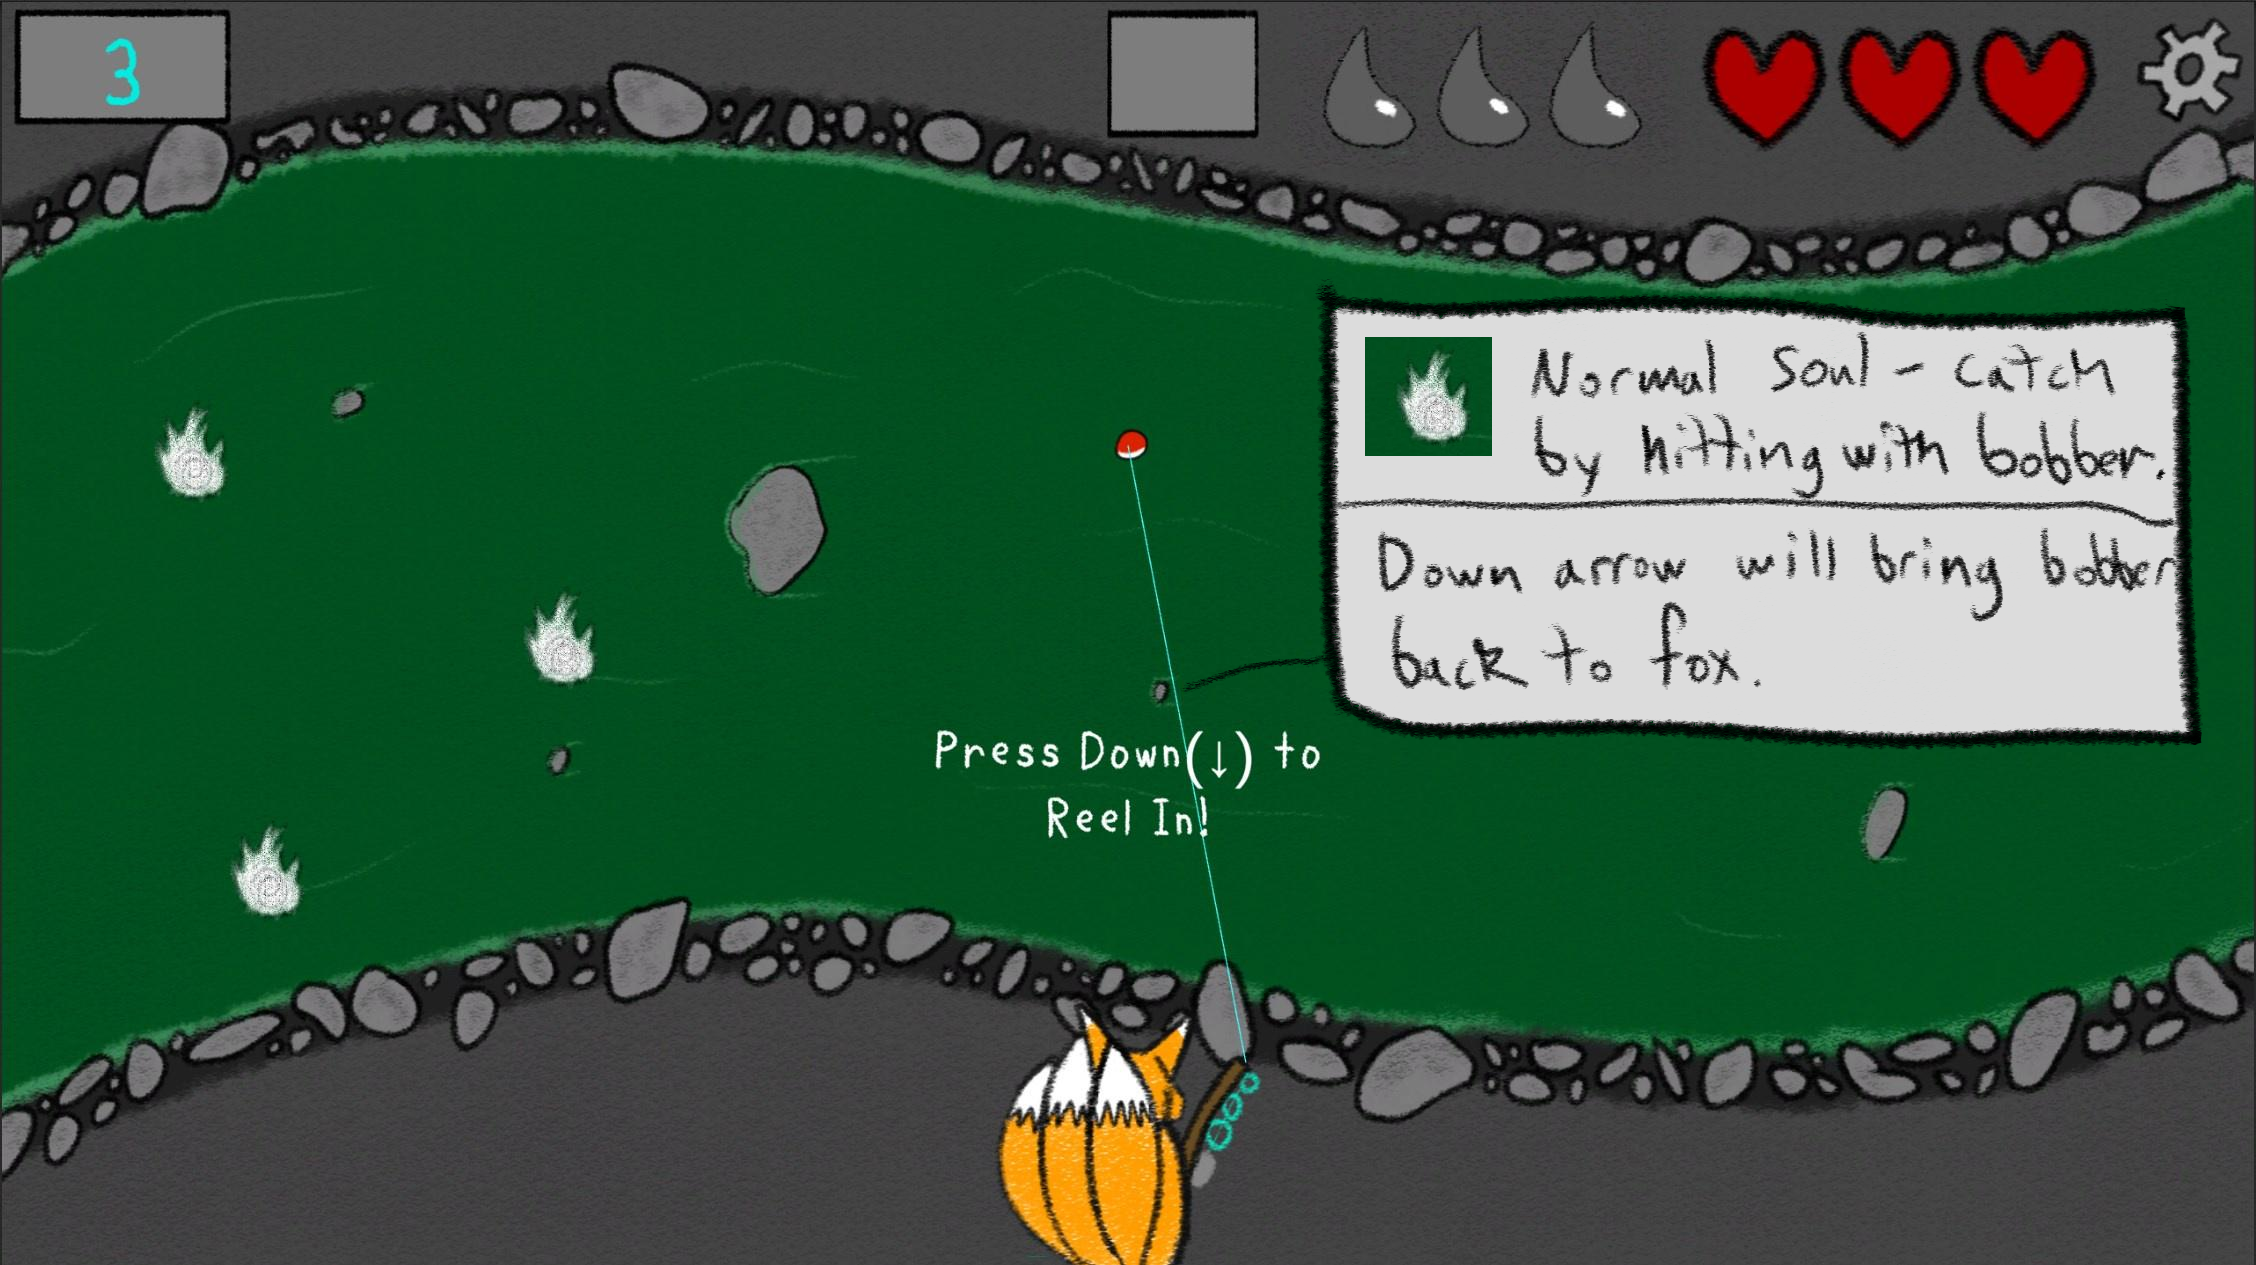 3
Normal Soul - catch
by hitting with bobber.
Down arrow will bring bobber
back to fox.
Press Down(↓) to
Reel In!